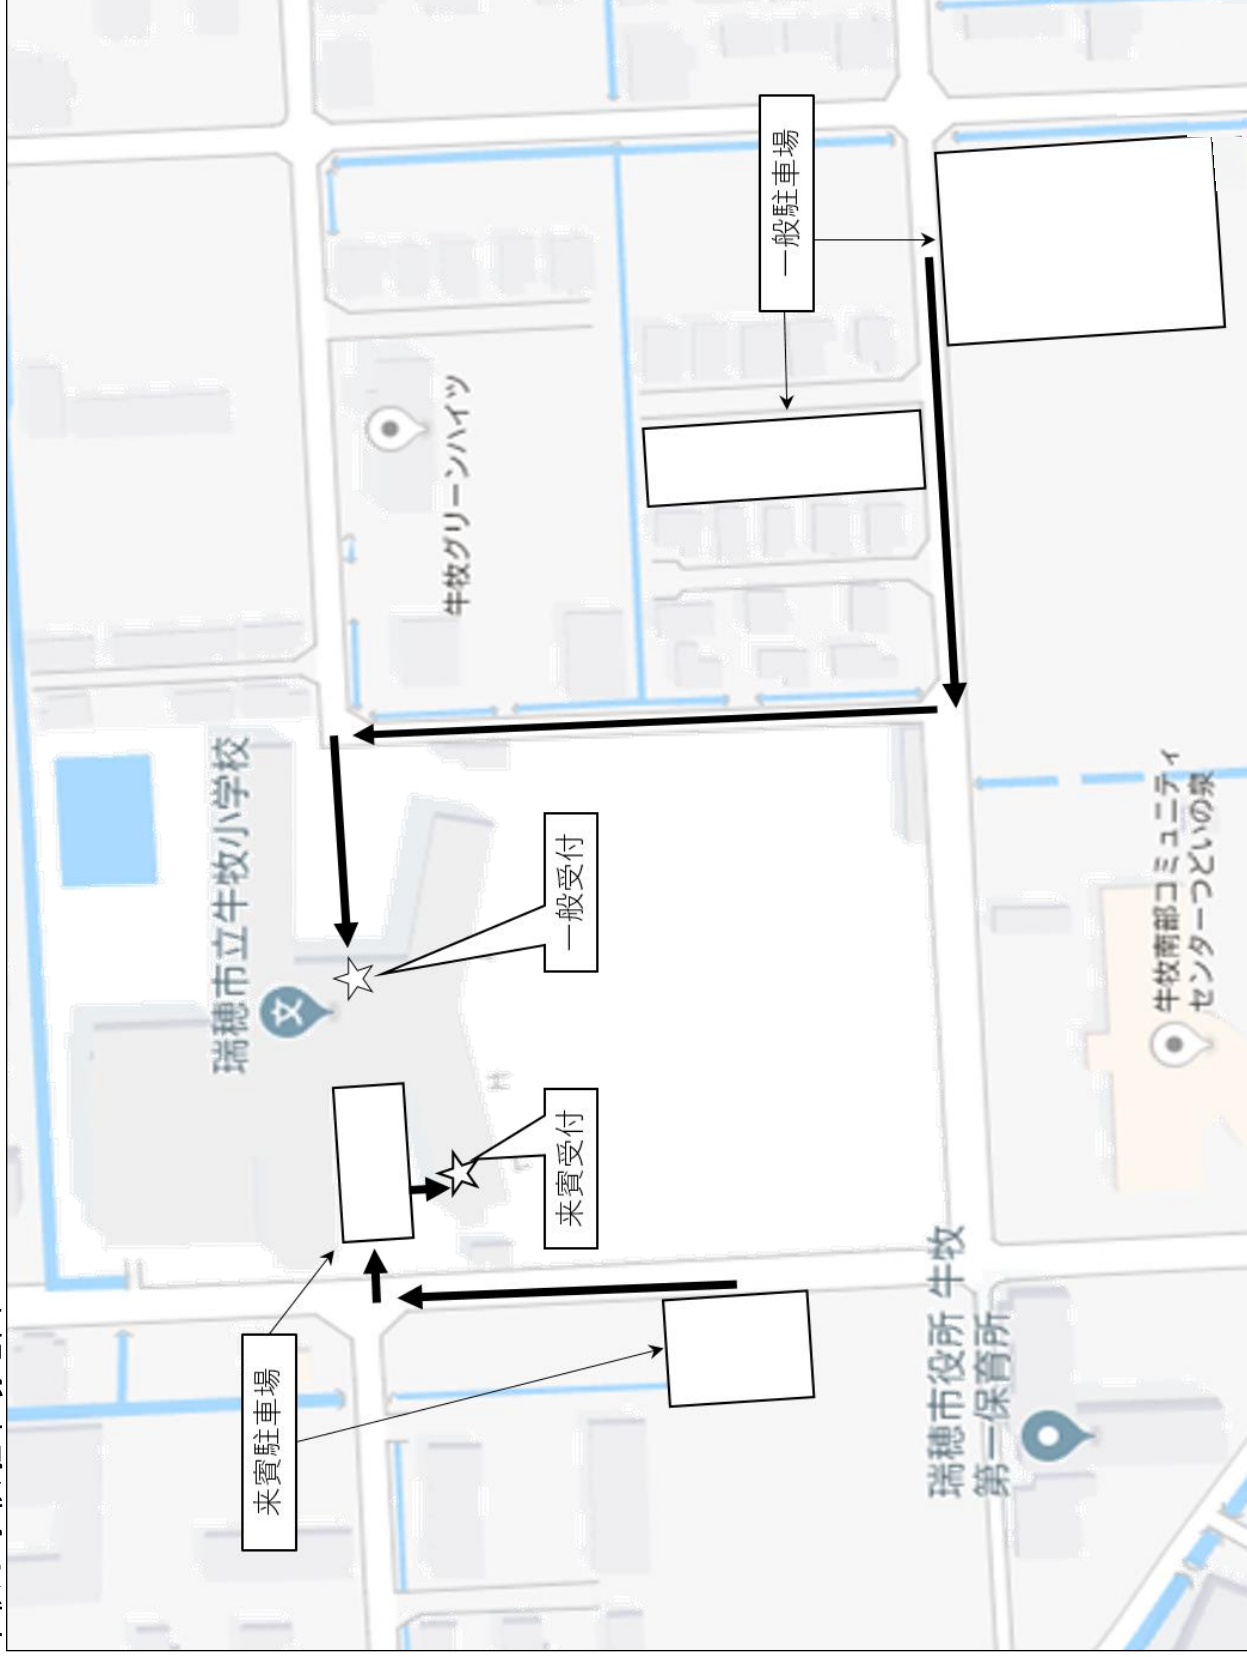 瑞穂市立牛牧小学校
牛牧グリーンハイツ
一般駐車場
一般受付
来賓受付
来賓駐車場
瑞穂市役所 牛牧
第一保育所
牛牧南部コミュニティ
センターつどいの泉
文